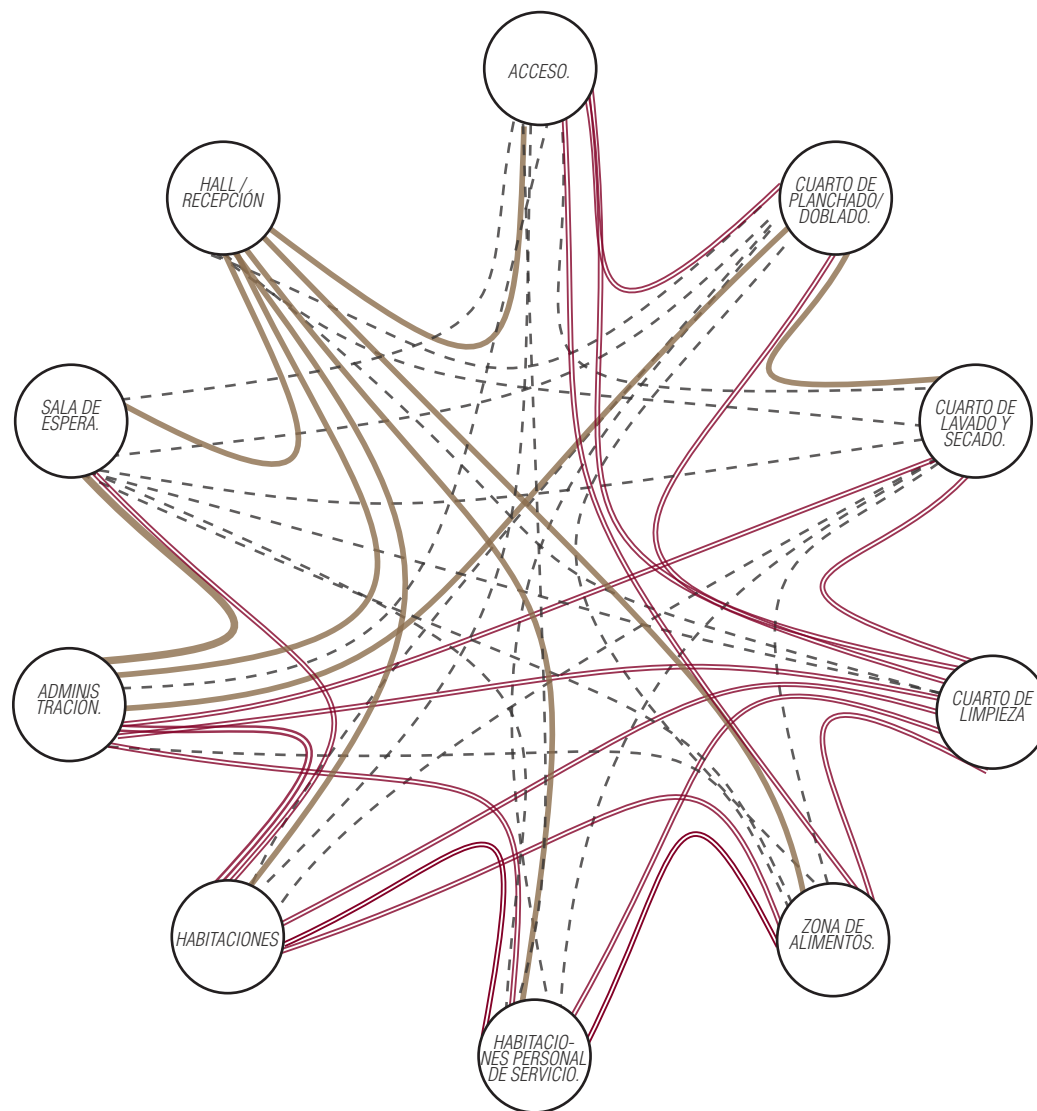 ACCESO.
HALL /
RECEPCIÓN
CUARTO DE
PLANCHADO/
DOBLADO.
SALA DE
ESPERA.
CUARTO DE
LAVADO Y
SECADO.
ADMINIS
TRACIÓN.
CUARTO DE
LIMPIEZA
HABITACIONES
ZONA DE
ALIMENTOS.
HABITACIO-
NES PERSONAL
DE SERVICIO.